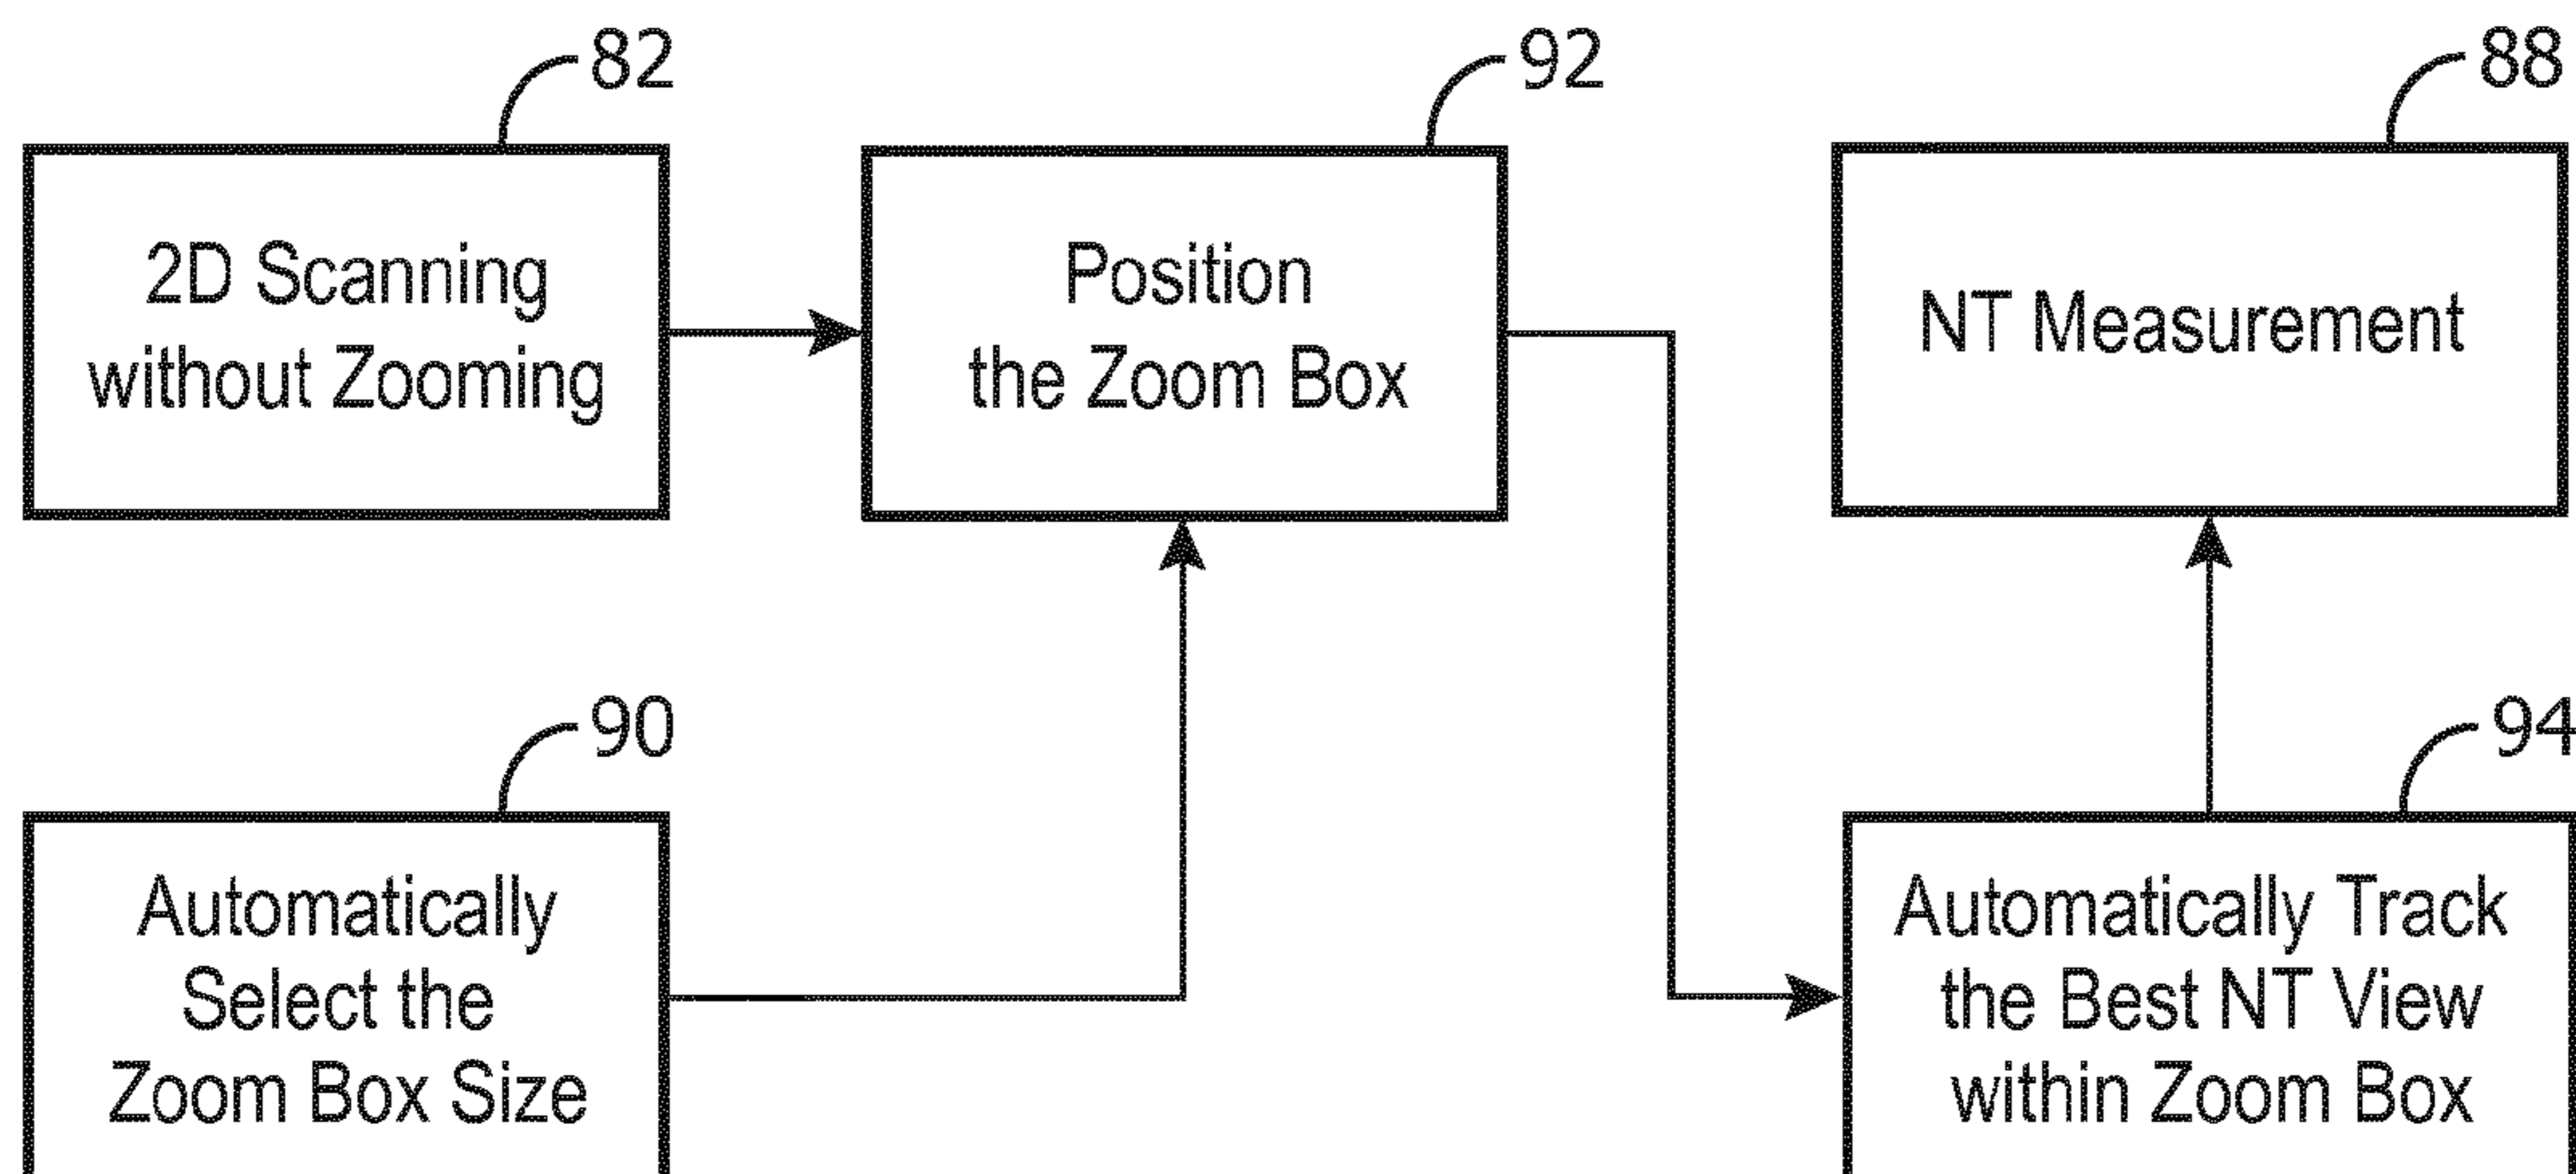 82
2D Scanning
without Zooming
92
Position
the Zoom Box
88
NT Measurement
90
Automatically
Select the
Zoom Box Size
94
Automatically Track
the Best NT View
within Zoom Box